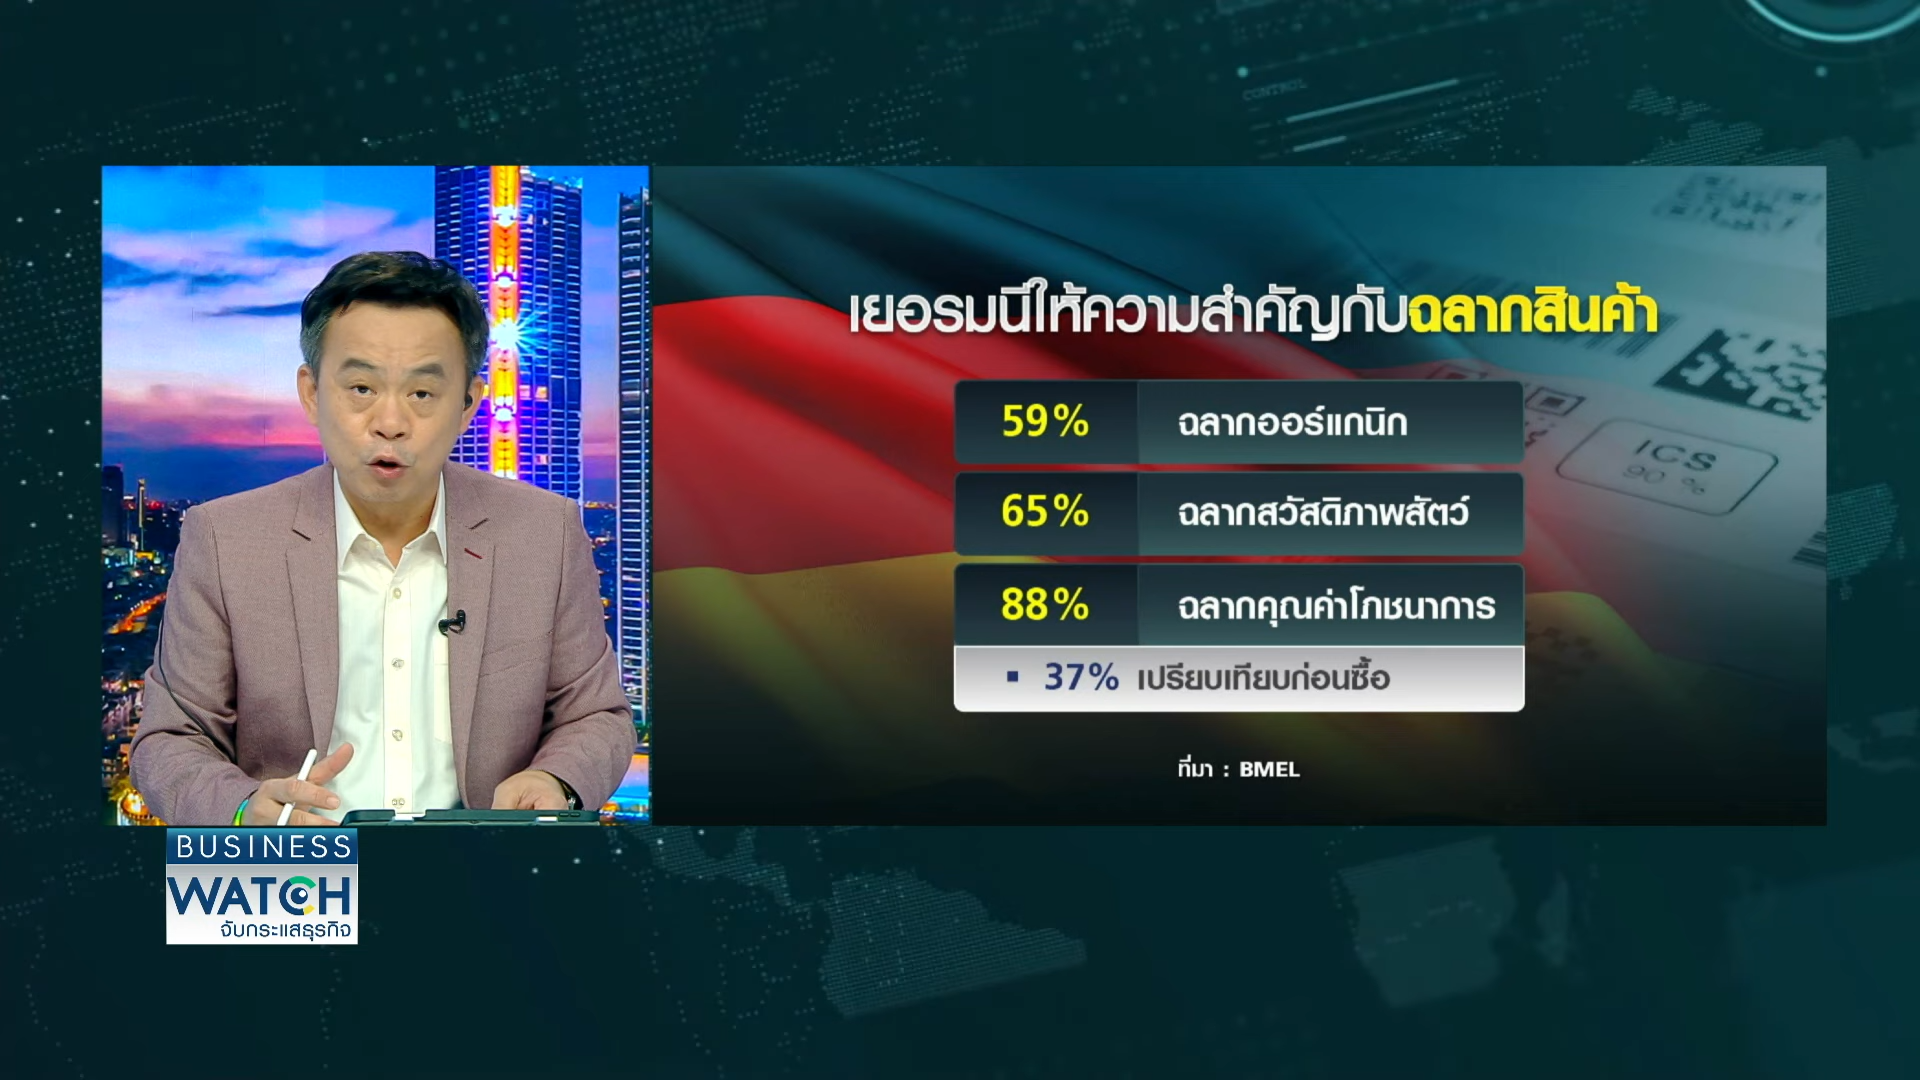 CONTROL
เยอรมนีให้ความสำคัญกับฉลากสินค้า
59% ฉลากออร์แกนิก
65% ฉลากสวัสดิภาพสัตว์
88% ฉลากคุณค่าโภชนาการ
▪ 37% เปรียบเทียบก่อนซื้อ
ICS
90 %
ที่มา : BMEL
BUSINESS
WATCH
จับกระแสธุรกิจ